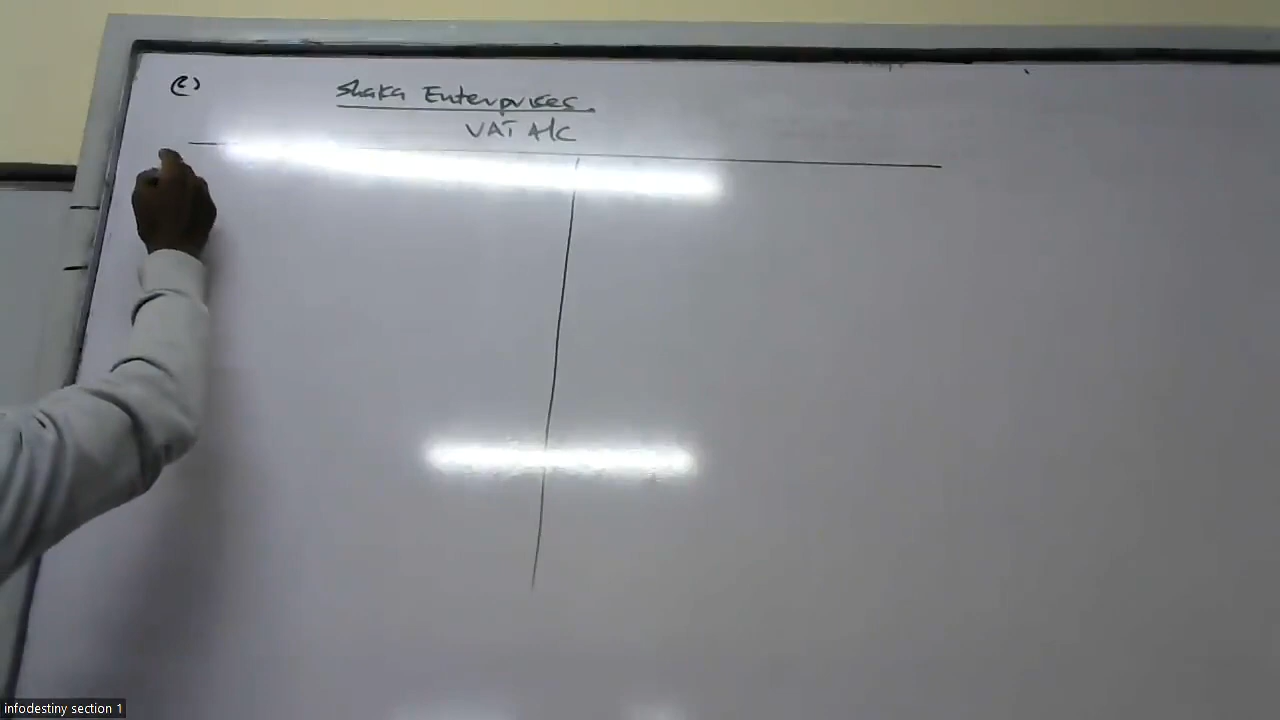 (c) Shaka Enterprises.
VAT A/C
infodestiny section 1